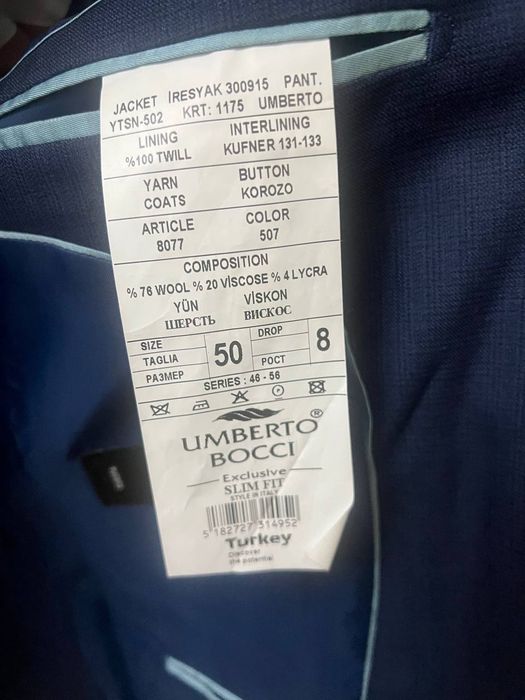 JACKET İRESYAK 300915 PANT.
YTSN-502 KRT: 1175 UMBERTO
LINING INTERLINING
%100 TWILL KUFNER 131-133
YARN BUTTON
COATS KOROZO
ARTICLE COLOR
8077 507
COMPOSITION
% 76 WOOL % 20 VİSCOSE % 4 LYCRA
YÜN VİSKON
ШЕРСТЬ ВИСКОС
SIZE
TAGLIA
РАЗМЕР
50
DROP
РОСТ
8
SERIES : 46 - 56
UMBERTO ®
BOCCI
Exclusive
SLIM FIT
STYLE IN ITALY
5 182727 314952
Turkey
Discover
the potential